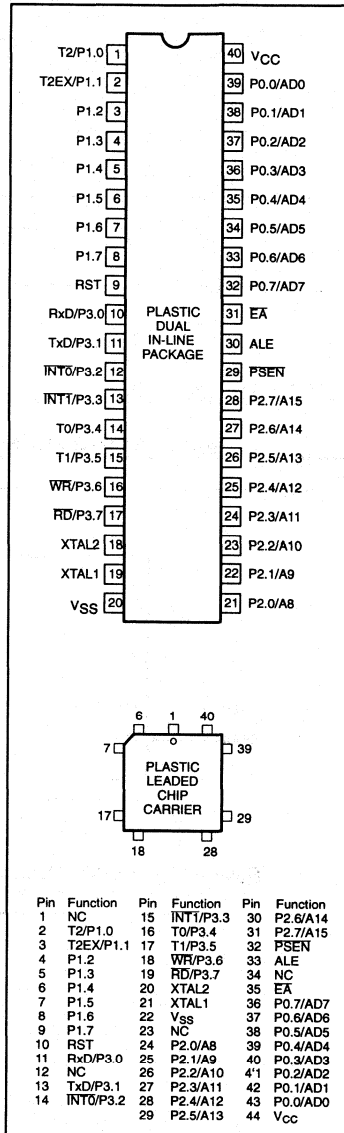 T2/P1.0 1 40 VCC
T2EX/P1.1 2 39 P0.0/AD0
P1.2 3 38 P0.1/AD1
P1.3 4 37 P0.2/AD2
P1.4 5 36 P0.3/AD3
P1.5 6 35 P0.4/AD4
P1.6 7 34 P0.5/AD5
P1.7 8 33 P0.6/AD6
RST 9 32 P0.7/AD7
RxD/P3.0 10 31 E̅A̅
TxD/P3.1 11 30 ALE
I̅N̅T̅0̅/P3.2 12 29 P̅S̅E̅N̅
I̅N̅T̅1̅/P3.3 13 28 P2.7/A15
T0/P3.4 14 27 P2.6/A14
T1/P3.5 15 26 P2.5/A13
W̅R̅/P3.6 16 25 P2.4/A12
R̅D̅/P3.7 17 24 P2.3/A11
XTAL2 18 23 P2.2/A10
XTAL1 19 22 P2.1/A9
VSS 20 21 P2.0/A8
PLASTIC
DUAL
IN-LINE
PACKAGE
6 1 40
7 39
PLASTIC
LEADED
CHIP
CARRIER
17 29
18 28
Pin Function Pin Function Pin Function
1 NC 15 I̅N̅T̅1̅/P3.3 30 P2.6/A14
2 T2/P1.0 16 T0/P3.4 31 P2.7/A15
3 T2EX/P1.1 17 T1/P3.5 32 P̅S̅E̅N̅
4 P1.2 18 W̅R̅/P3.6 33 ALE
5 P1.3 19 R̅D̅/P3.7 34 NC
6 P1.4 20 XTAL2 35 E̅A̅
7 P1.5 21 XTAL1 36 P0.7/AD7
8 P1.6 22 VSS 37 P0.6/AD6
9 P1.7 23 NC 38 P0.5/AD5
10 RST 24 P2.0/A8 39 P0.4/AD4
11 RxD/P3.0 25 P2.1/A9 40 P0.3/AD3
12 NC 26 P2.2/A10 4'1 P0.2/AD2
13 TxD/P3.1 27 P2.3/A11 42 P0.1/AD1
14 I̅N̅T̅0̅/P3.2 28 P2.4/A12 43 P0.0/AD0
29 P2.5/A13 44 VCC